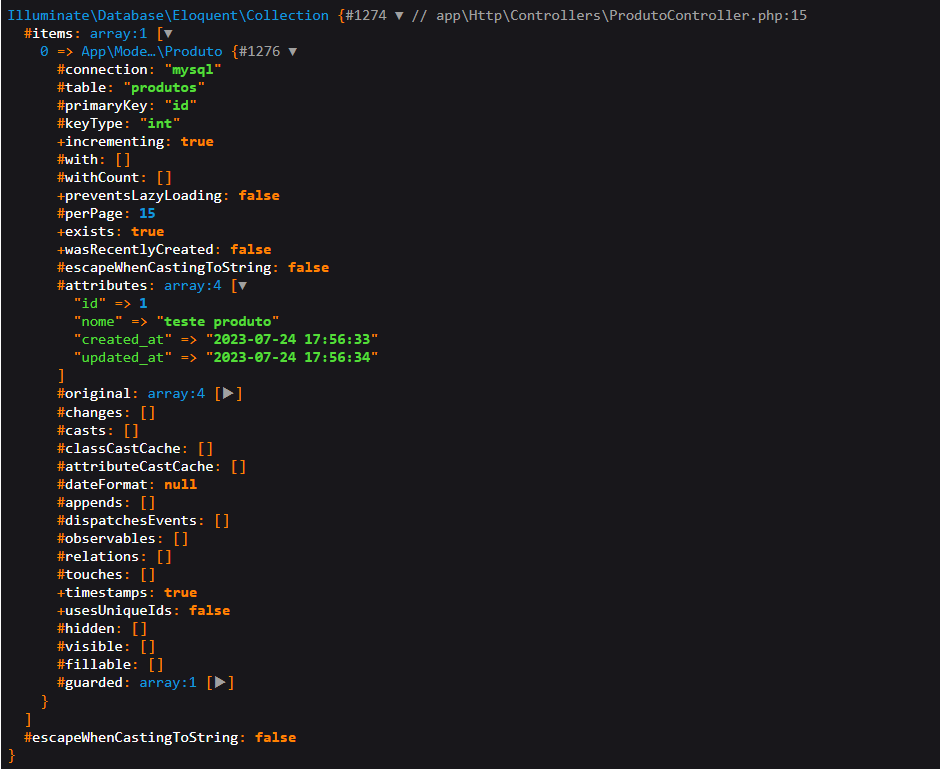 Illuminate\Database\Eloquent\Collection {#1274 ▼ // app\Http\Controllers\ProdutoController.php:15
  #items: array:1 [▼
    0 => App\Mode…\Produto {#1276 ▼
      #connection: "mysql"
      #table: "produtos"
      #primaryKey: "id"
      #keyType: "int"
      +incrementing: true
      #with: []
      #withCount: []
      +preventsLazyLoading: false
      #perPage: 15
      +exists: true
      +wasRecentlyCreated: false
      #escapeWhenCastingToString: false
      #attributes: array:4 [▼
        "id" => 1
        "nome" => "teste produto"
        "created_at" => "2023-07-24 17:56:33"
        "updated_at" => "2023-07-24 17:56:34"
      ]
      #original: array:4 [▶]
      #changes: []
      #casts: []
      #classCastCache: []
      #attributeCastCache: []
      #dateFormat: null
      #appends: []
      #dispatchesEvents: []
      #observables: []
      #relations: []
      #touches: []
      +timestamps: true
      +usesUniqueIds: false
      #hidden: []
      #visible: []
      #fillable: []
      #guarded: array:1 [▶]
    }
  ]
  #escapeWhenCastingToString: false
}